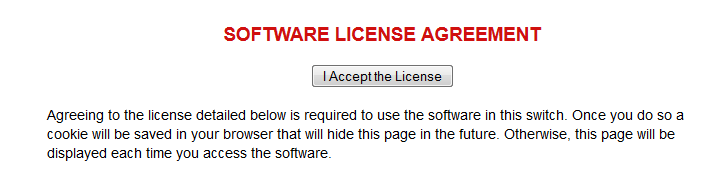 SOFTWARE LICENSE AGREEMENT
I Accept the License
Agreeing to the license detailed below is required to use the software in this switch. Once you do so a
cookie will be saved in your browser that will hide this page in the future. Otherwise, this page will be
displayed each time you access the software.